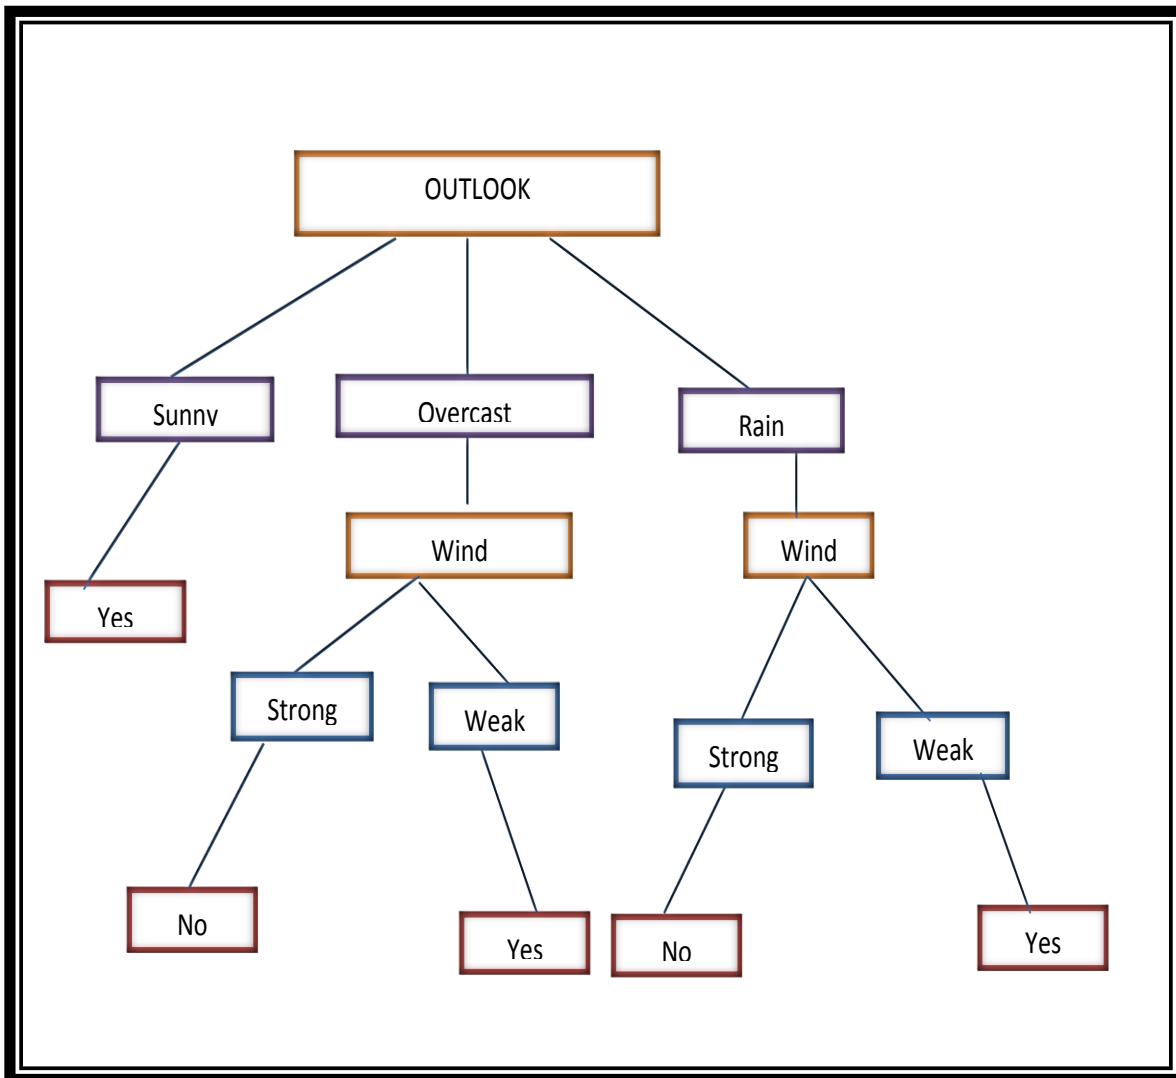 OUTLOOK
Sunny
Overcast
Rain
Wind
Wind
Yes
Strong
Weak
Strong
Weak
No
Yes
No
Yes